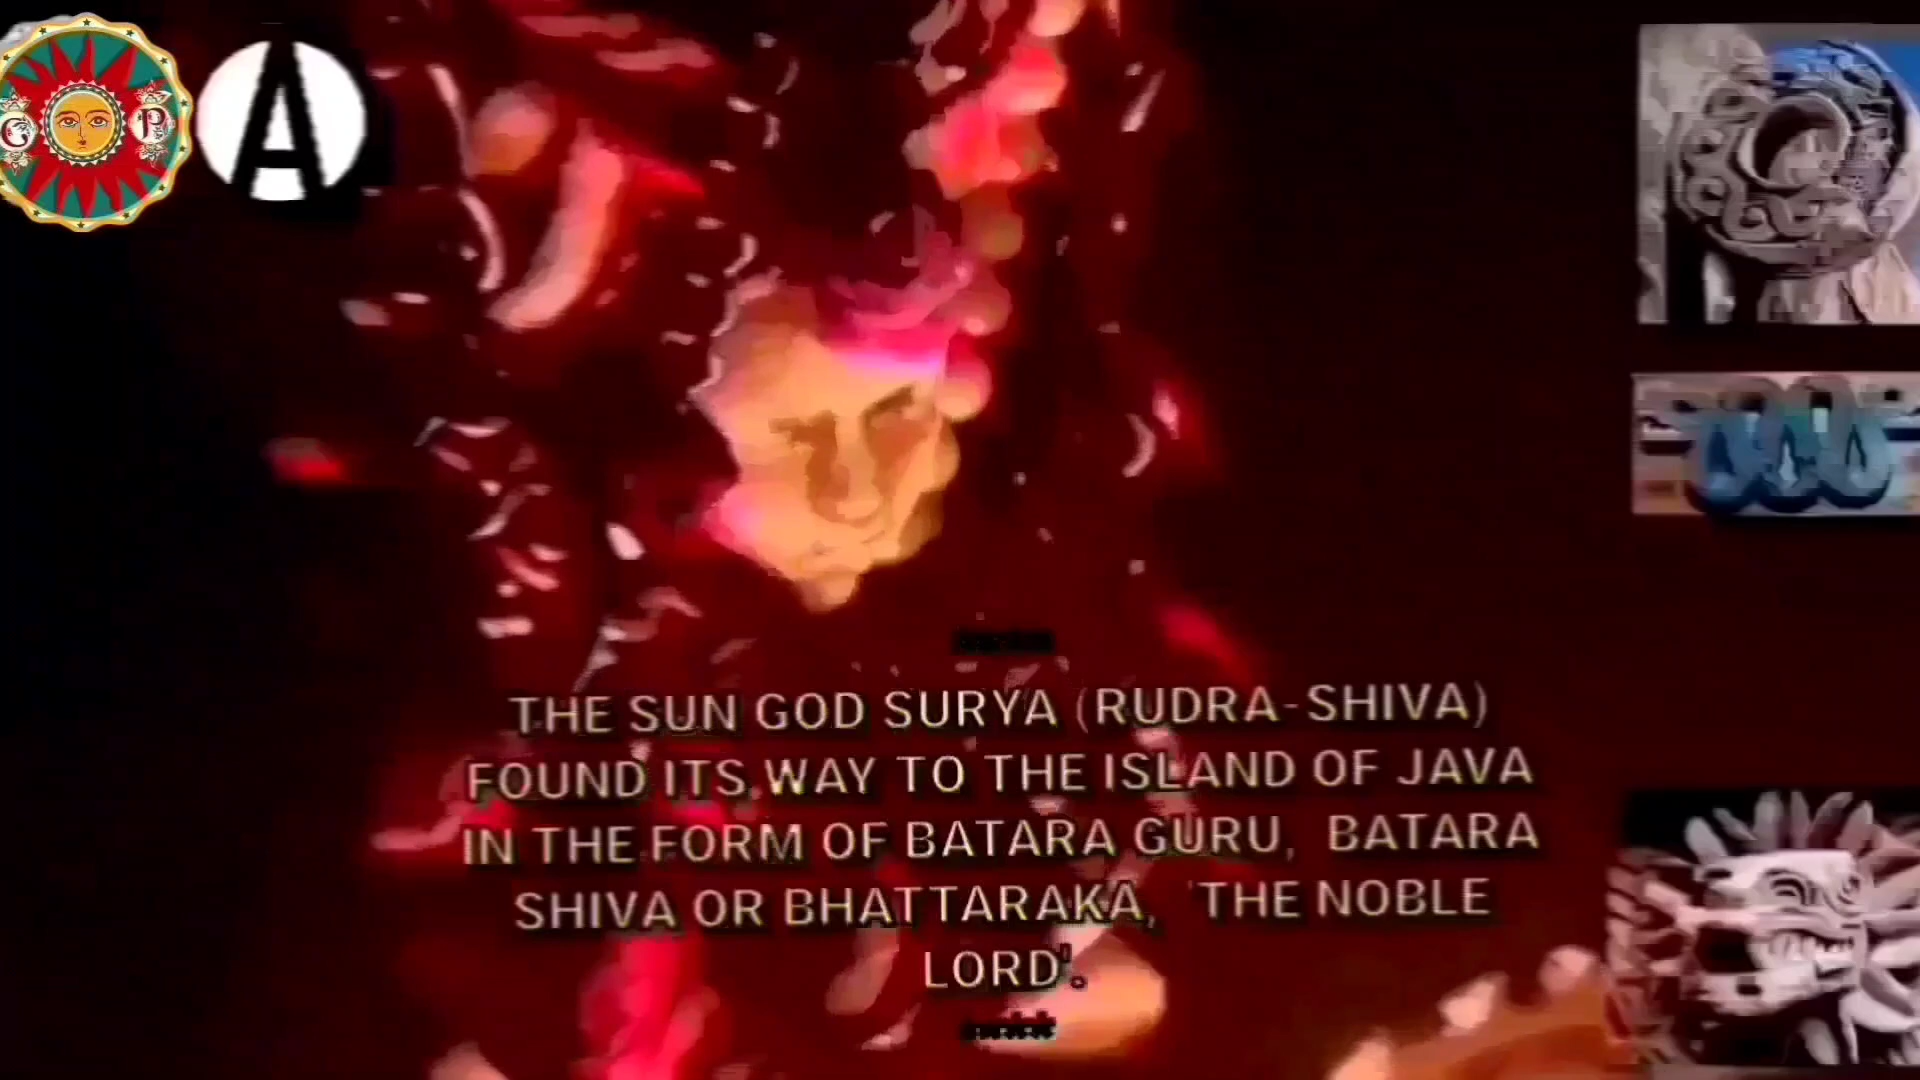 G P
A
THE SUN GOD SURYA (RUDRA-SHIVA)
FOUND ITS WAY TO THE ISLAND OF JAVA
IN THE FORM OF BATARA GURU, BATARA
SHIVA OR BHATTARAKA, 'THE NOBLE
LORD'.